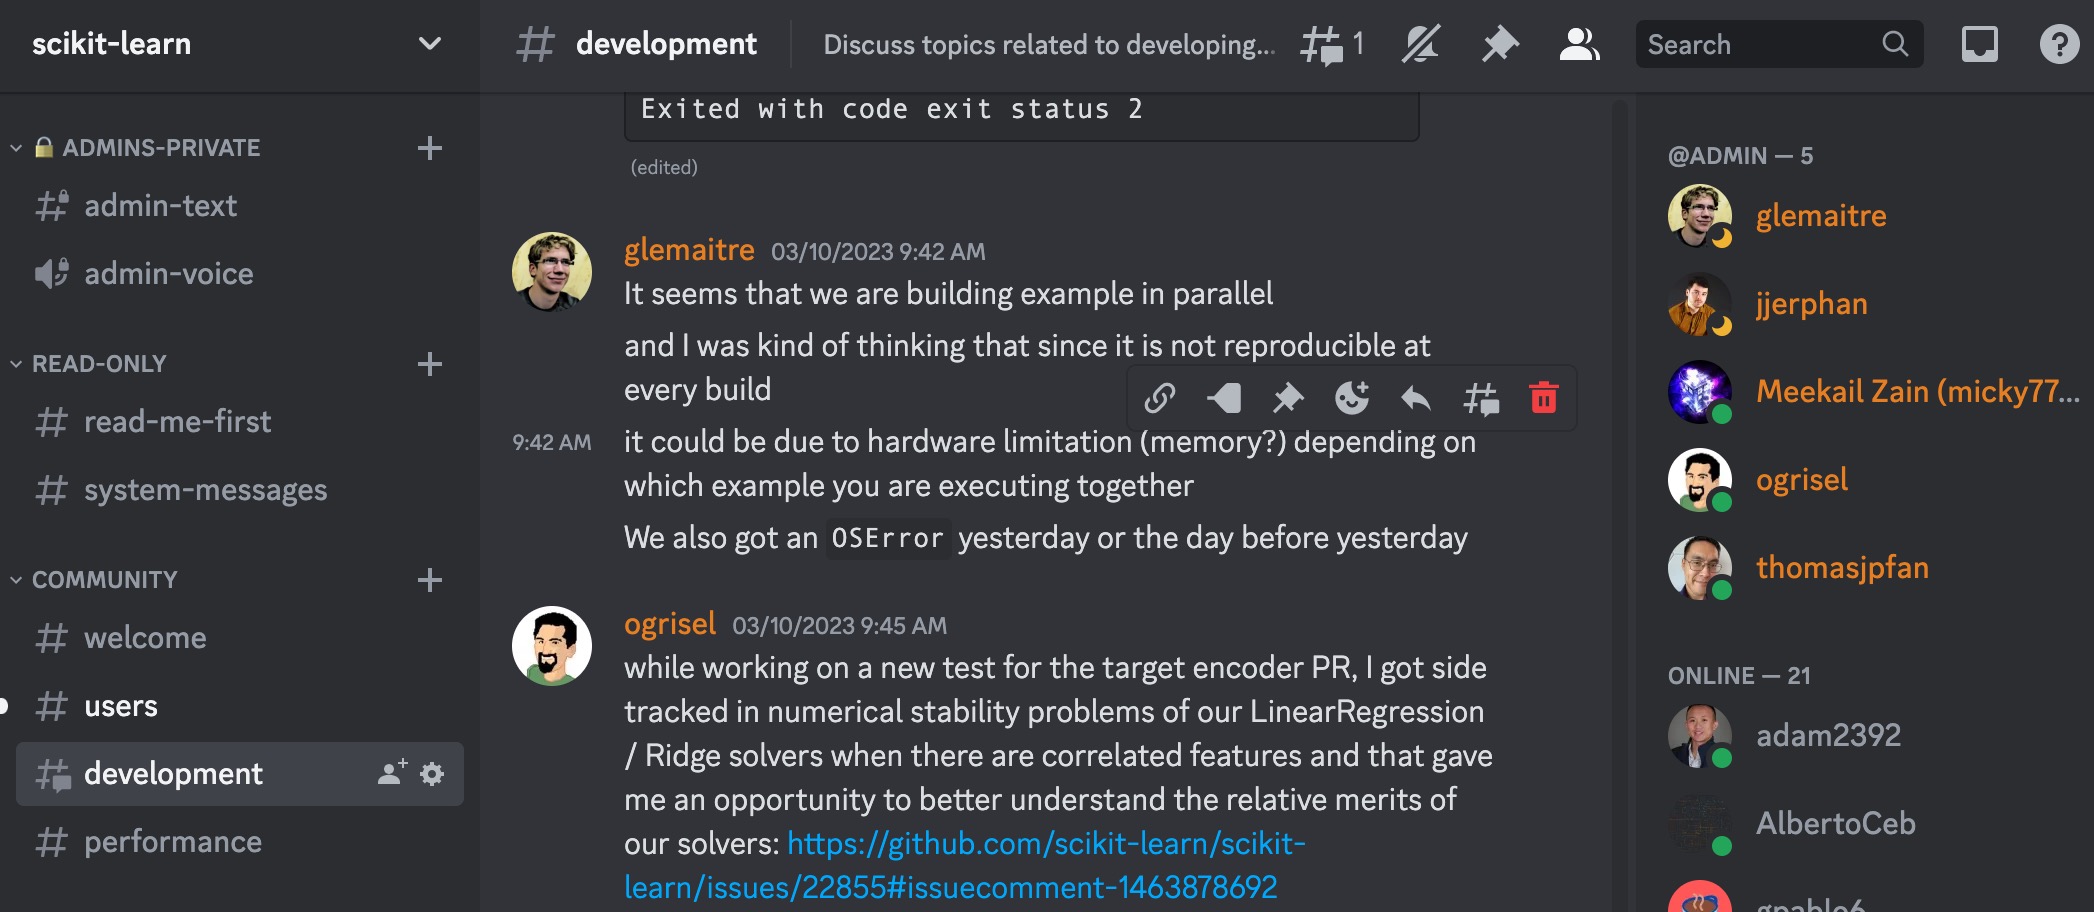 scikit-learn
development
Discuss topics related to developing...
1
Search
ADMINS-PRIVATE
admin-text
admin-voice
READ-ONLY
read-me-first
system-messages
COMMUNITY
welcome
users
development
performance
Exited with code exit status 2
(edited)
glemaitre 03/10/2023 9:42 AM
It seems that we are building example in parallel
and I was kind of thinking that since it is not reproducible at
every build
9:42 AM it could be due to hardware limitation (memory?) depending on
which example you are executing together
We also got an OSError yesterday or the day before yesterday
ogrisel 03/10/2023 9:45 AM
while working on a new test for the target encoder PR, I got side
tracked in numerical stability problems of our LinearRegression
/ Ridge solvers when there are correlated features and that gave
me an opportunity to better understand the relative merits of
our solvers: https://github.com/scikit-learn/scikit-
learn/issues/22855#issuecomment-1463878692
@ADMIN — 5
glemaitre
jjerphan
Meekail Zain (micky77...
ogrisel
thomasjpfan
ONLINE — 21
adam2392
AlbertoCeb